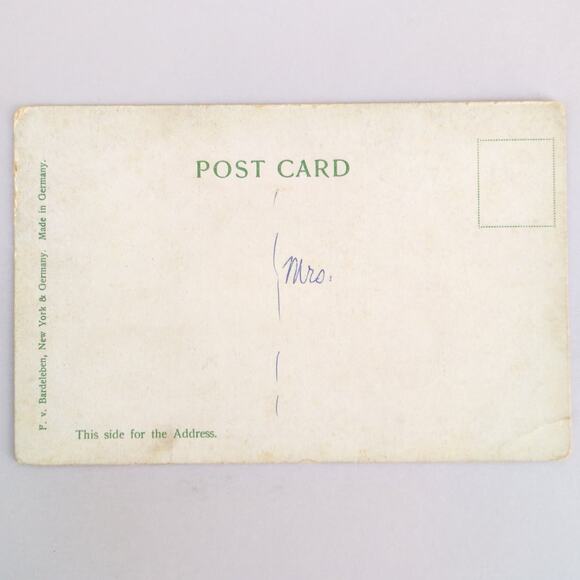 POST CARD
Mrs.
This side for the Address.
P. v. Bardeleben, New York & Germany. Made in Germany.